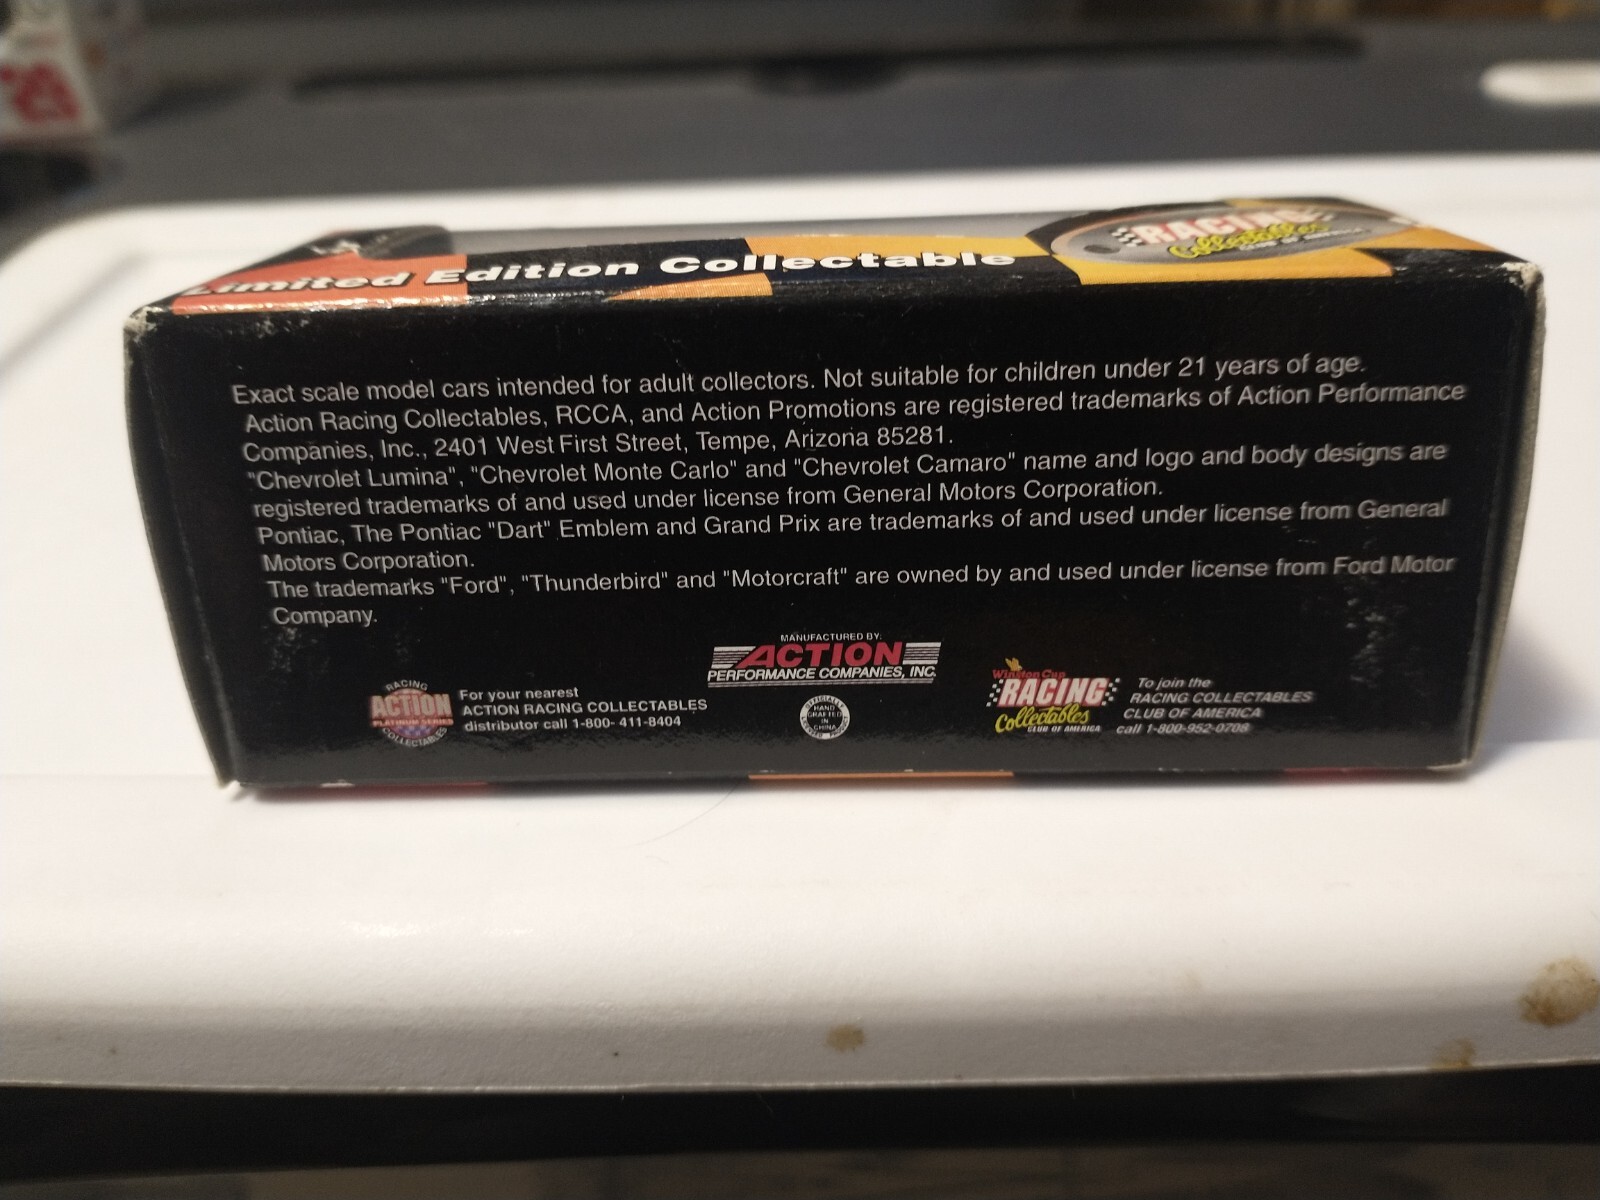 29
Limited Edition Collectable
RACING
Collectables
CLUB OF AMERICA
Exact scale model cars intended for adult collectors. Not suitable for children under 21 years of age.
Action Racing Collectables, RCCA, and Action Promotions are registered trademarks of Action Performance
Companies, Inc., 2401 West First Street, Tempe, Arizona 85281.
"Chevrolet Lumina", "Chevrolet Monte Carlo" and "Chevrolet Camaro" name and logo and body designs are
registered trademarks of and used under license from General Motors Corporation.
Pontiac, The Pontiac "Dart" Emblem and Grand Prix are trademarks of and used under license from General
Motors Corporation.
The trademarks "Ford", "Thunderbird" and "Motorcraft" are owned by and used under license from Ford Motor
Company.
MANUFACTURED BY:
ACTION
PERFORMANCE COMPANIES, INC.
RACING
ACTION
PLATINUM SERIES
COLLECTABLES
For your nearest
ACTION RACING COLLECTABLES
distributor call 1-800- 411-8404
OFFICIALLY
HAND
CRAFTED
IN
CHINA
Winston Cup
RACING
Collectables
CLUB OF AMERICA
To join the
RACING COLLECTABLES
CLUB OF AMERICA
call 1-800-952-0708